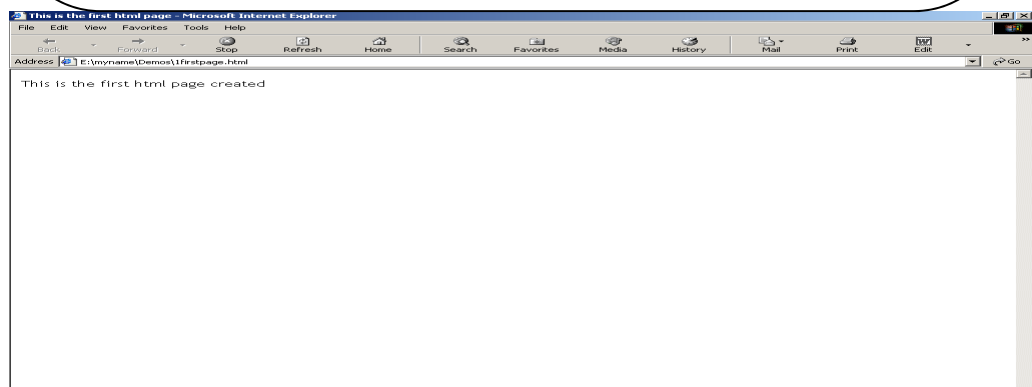 This is the first html page - Microsoft Internet Explorer
File Edit View Favorites Tools Help
Back Forward Stop Refresh Home Search Favorites Media History Mail Print Edit »
Address E:\myname\Demos\1firstpage.html Go
This is the first html page created